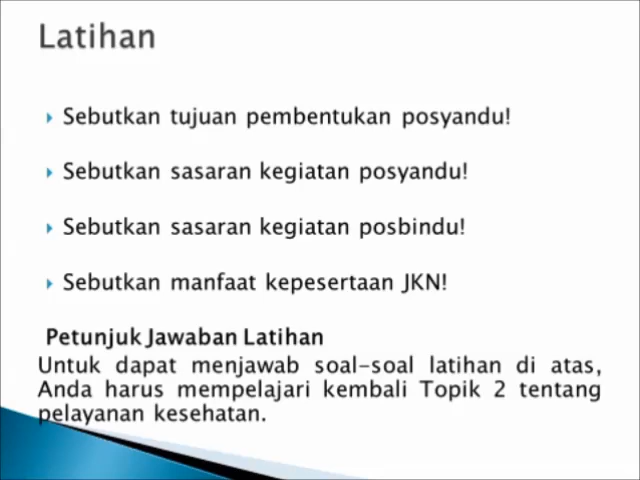 Latihan
Sebutkan tujuan pembentukan posyandu!
Sebutkan sasaran kegiatan posyandu!
Sebutkan sasaran kegiatan posbindu!
Sebutkan manfaat kepesertaan JKN!
Petunjuk Jawaban Latihan
Untuk dapat menjawab soal-soal latihan di atas,
Anda harus mempelajari kembali Topik 2 tentang
pelayanan kesehatan.